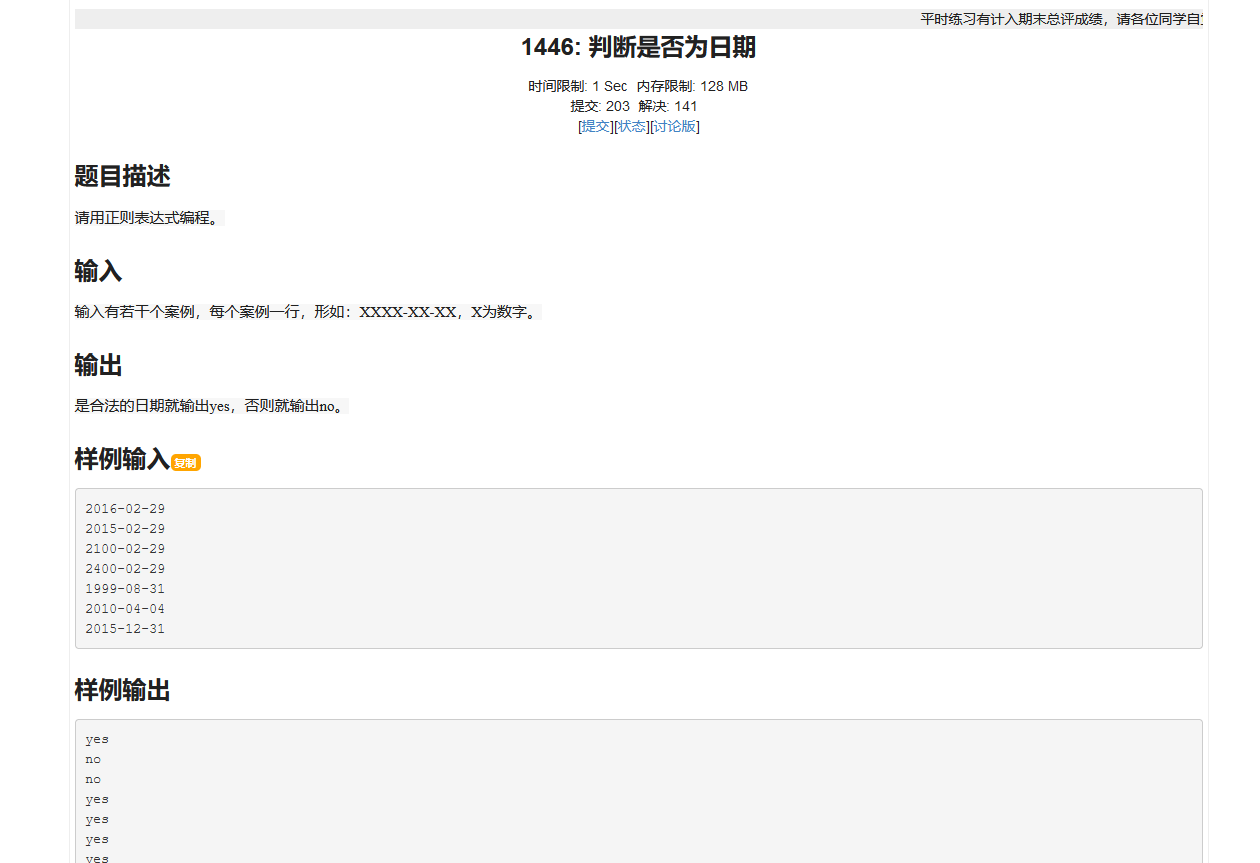 平时练习有计入期末总评成绩，请各位同学自
1446: 判断是否为日期
时间限制: 1 Sec 内存限制: 128 MB
提交: 203 解决: 141
[提交][状态][讨论版]
题目描述
请用正则表达式编程。
输入
输入有若干个案例，每个案例一行，形如：XXXX-XX-XX，X为数字。
输出
是合法的日期就输出yes，否则就输出no。
样例输入复制
2016-02-29
2015-02-29
2100-02-29
2400-02-29
1999-08-31
2010-04-04
2015-12-31
样例输出
yes
no
no
yes
yes
yes
yes